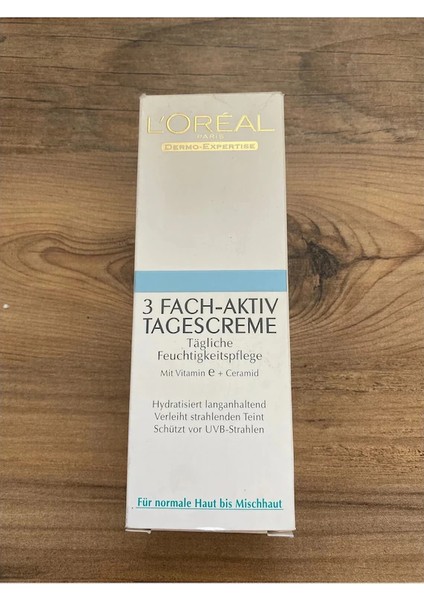 L'ORÉAL
PARIS
DERMO-EXPERTISE
3 FACH-AKTIV
TAGESCREME
Tägliche
Feuchtigkeitspflege
Mit Vitamin e + Ceramid
Hydratisiert langanhaltend
Verleiht strahlenden Teint
Schützt vor UVB-Strahlen
Für normale Haut bis Mischhaut